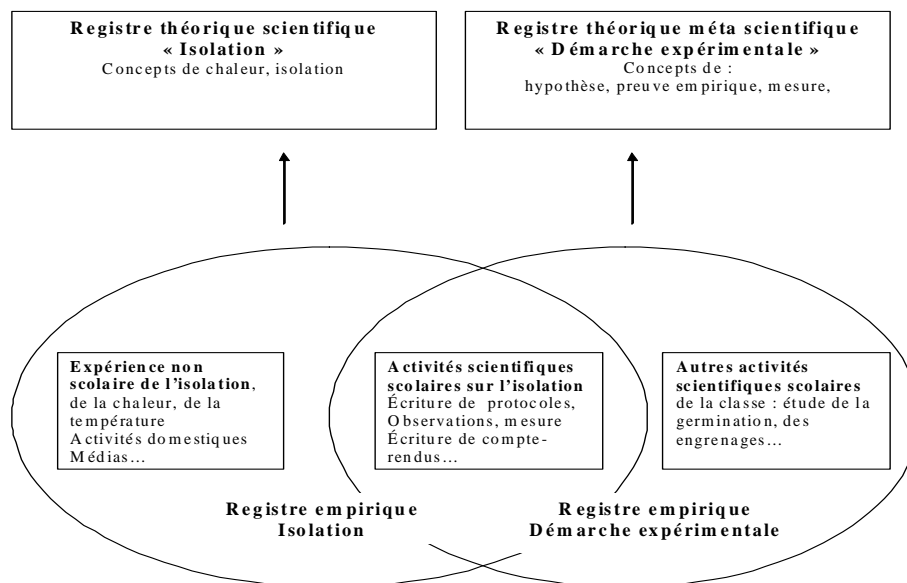 Registre théorique scientifique
« Isolation »
Concepts de chaleur, isolation
Registre théorique méta scientifique
« Démarche expérimentale »
Concepts de :
hypothèse, preuve empirique, mesure,
Expérience non
scolaire de l'isolation,
de la chaleur, de la
température
Activités domestiques
Médias…
Activités scientifiques
scolaires sur l'isolation
Écriture de protocoles,
Observations, mesure
Écriture de compte-
rendus…
Autres activités
scientifiques scolaires
de la classe : étude de la
germination, des
engrenages…
Registre empirique
Isolation
Registre empirique
Démarche expérimentale